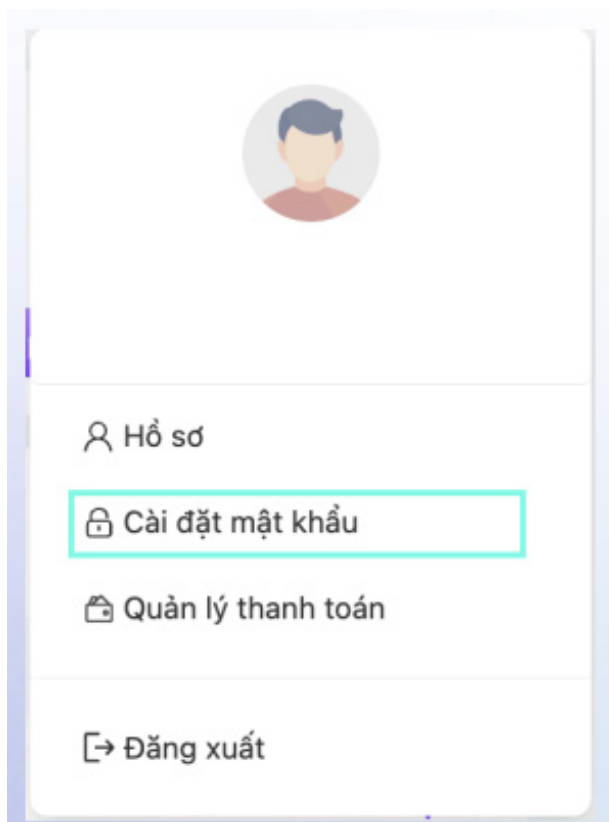 Hồ sơ
Cài đặt mật khẩu
Quản lý thanh toán
Đăng xuất